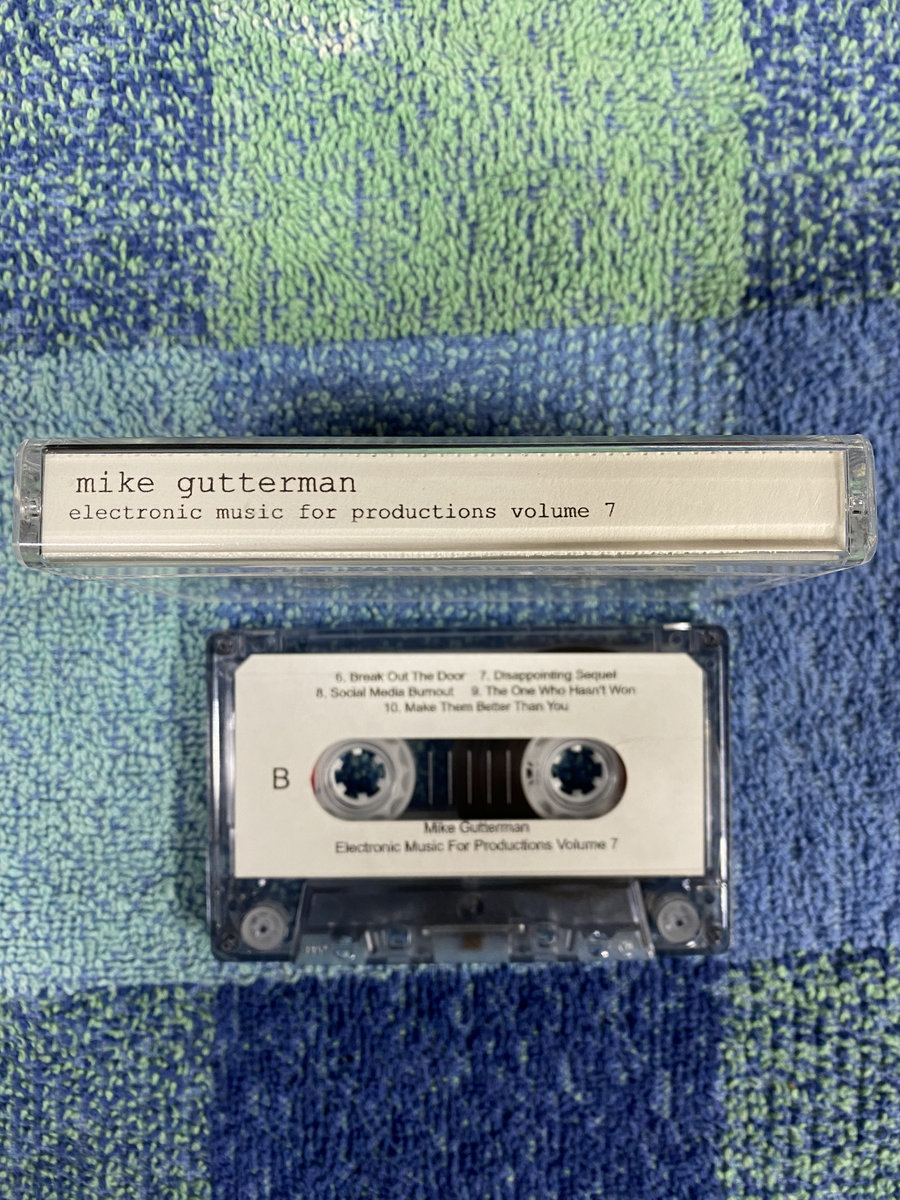 mike gutterman
electronic music for productions volume 7
6. Break Out The Door 7. Disappointing Sequel
8. Social Media Burnout 9. The One Who Hasn't Won
10. Make Them Better Than You
B
Mike Gutterman
Electronic Music For Productions Volume 7